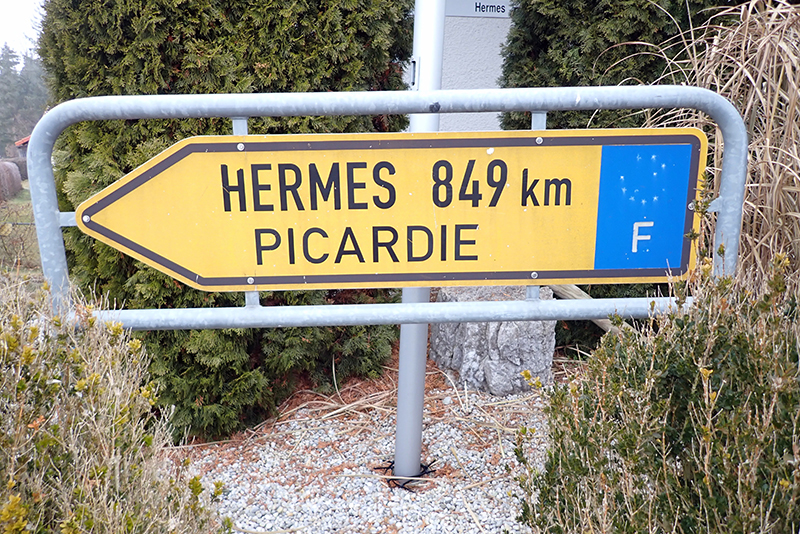 Hermes
HERMES 849 km
PICARDIE
F